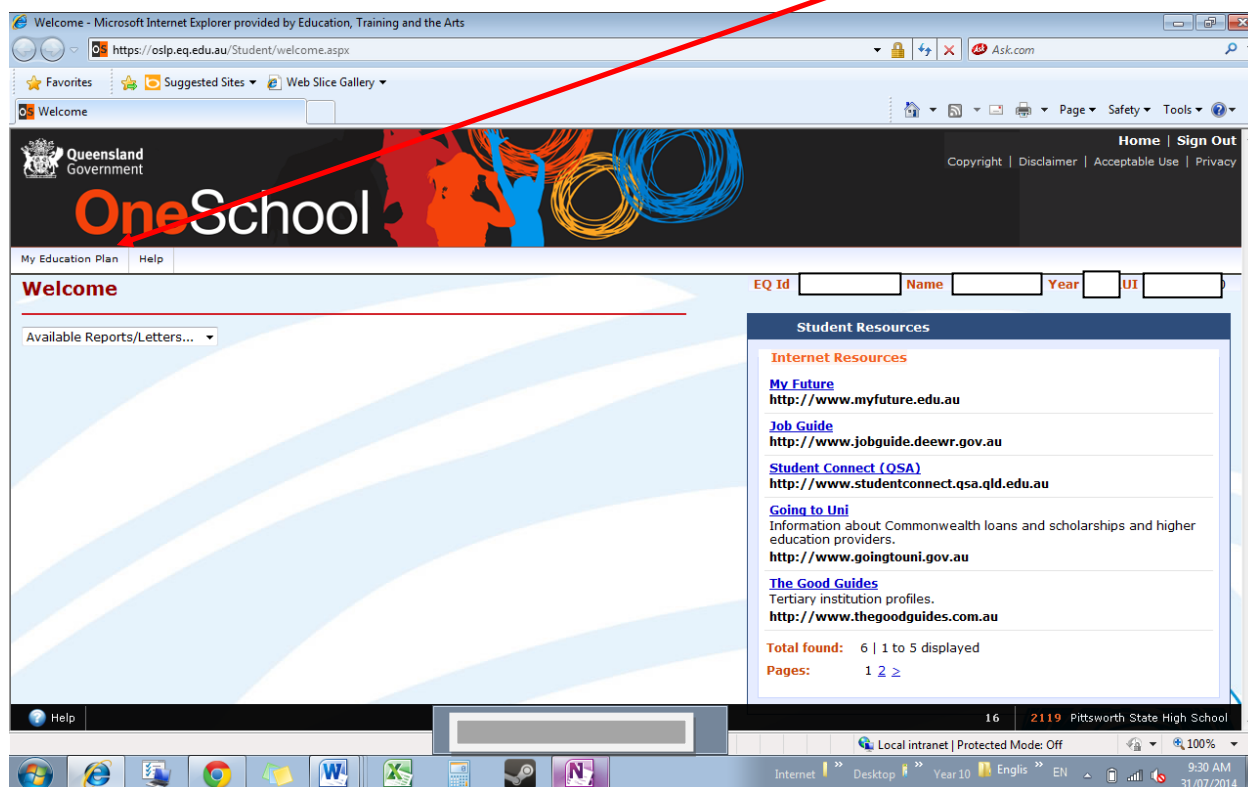 Welcome - Microsoft Internet Explorer provided by Education, Training and the Arts
OS https://oslp.eq.edu.au/Student/welcome.aspx
Ask.com
Favorites Suggested Sites Web Slice Gallery
OS Welcome
Page Safety Tools
Home | Sign Out
Queensland
Government
Copyright | Disclaimer | Acceptable Use | Privacy
OneSchool
My Education Plan Help
Welcome
EQ Id Name Year UI
Available Reports/Letters...
Student Resources
Internet Resources
My Future
http://www.myfuture.edu.au
Job Guide
http://www.jobguide.deewr.gov.au
Student Connect (QSA)
http://www.studentconnect.qsa.qld.edu.au
Going to Uni
Information about Commonwealth loans and scholarships and higher
education providers.
http://www.goingtouni.gov.au
The Good Guides
Tertiary institution profiles.
http://www.thegoodguides.com.au
Total found: 6 | 1 to 5 displayed
Pages: 1 2 >
Help
16 2119 Pittsworth State High School
Local intranet | Protected Mode: Off 100%
Internet » Desktop » Year 10 Englis » EN 9:30 AM
31/07/2014